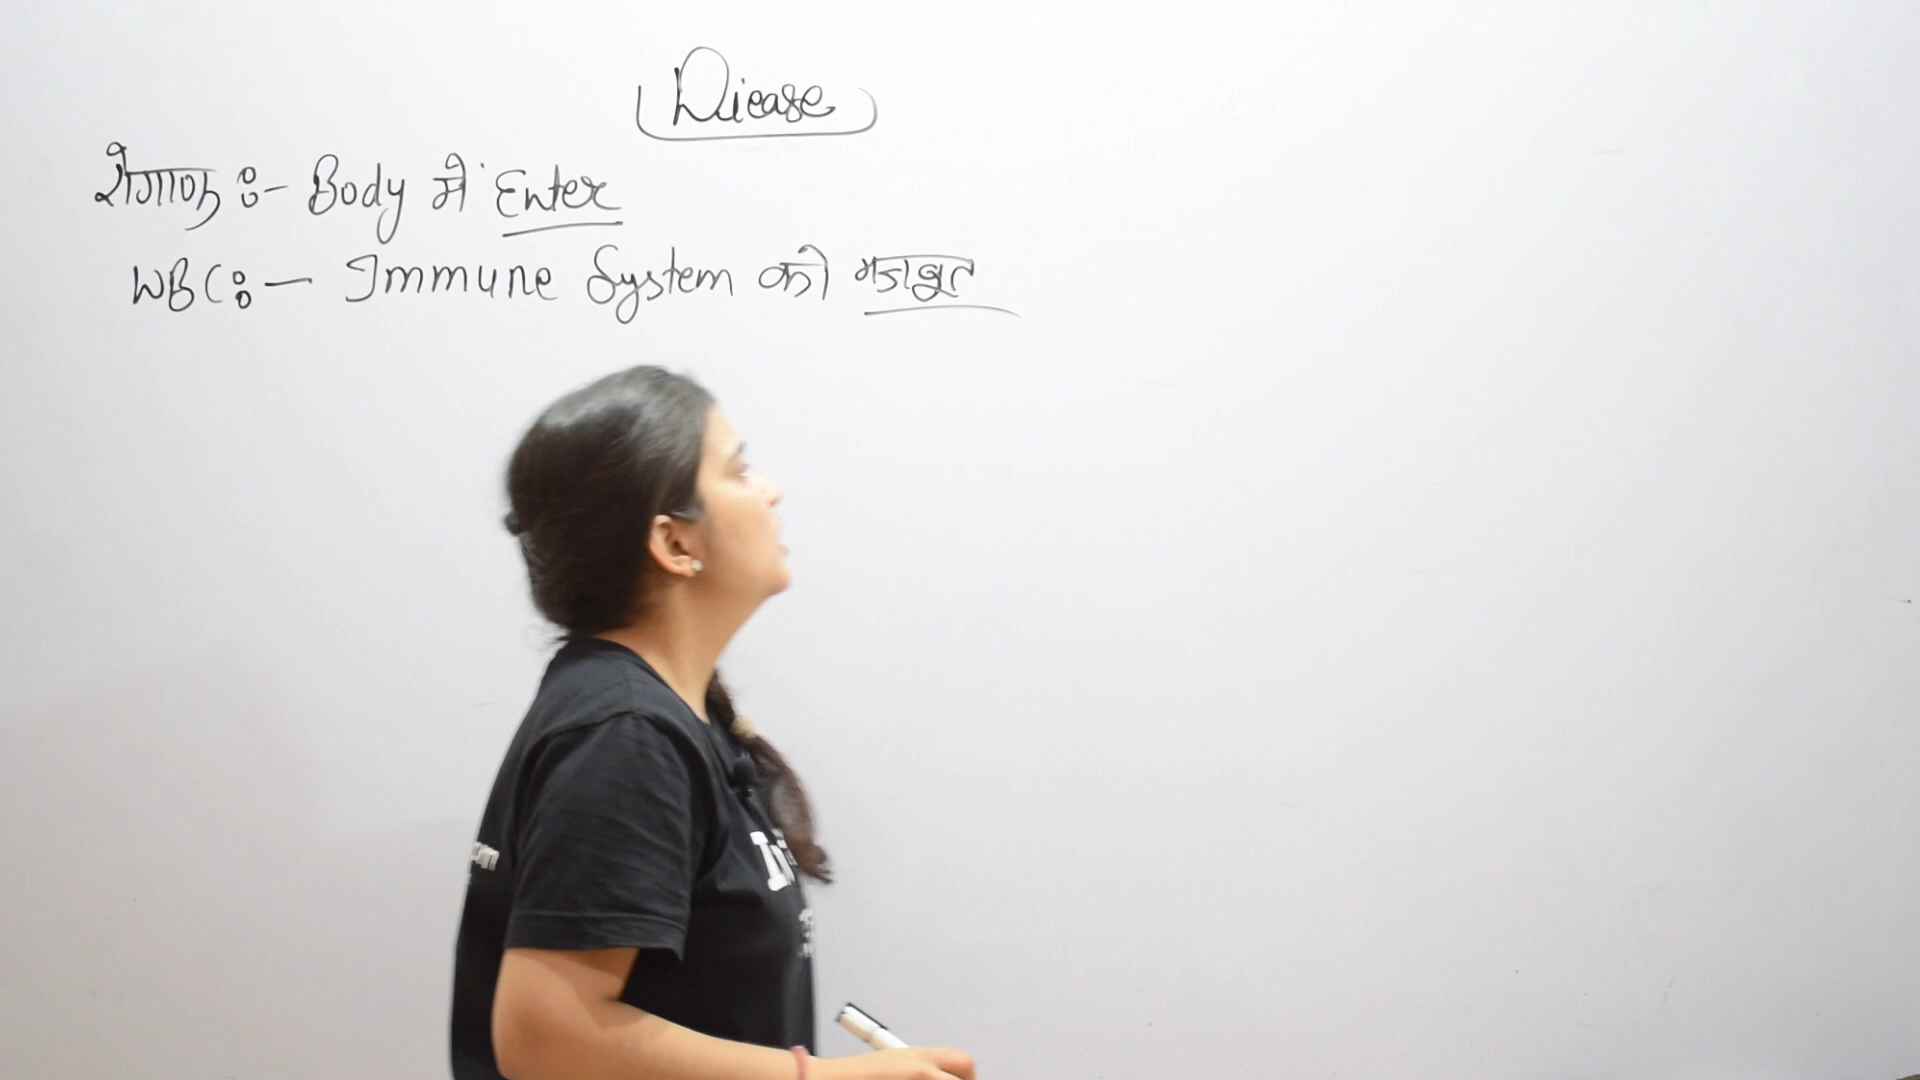 Diease
रोगाणु :- Body में Enter
WBC :- Immune System को मजबुत